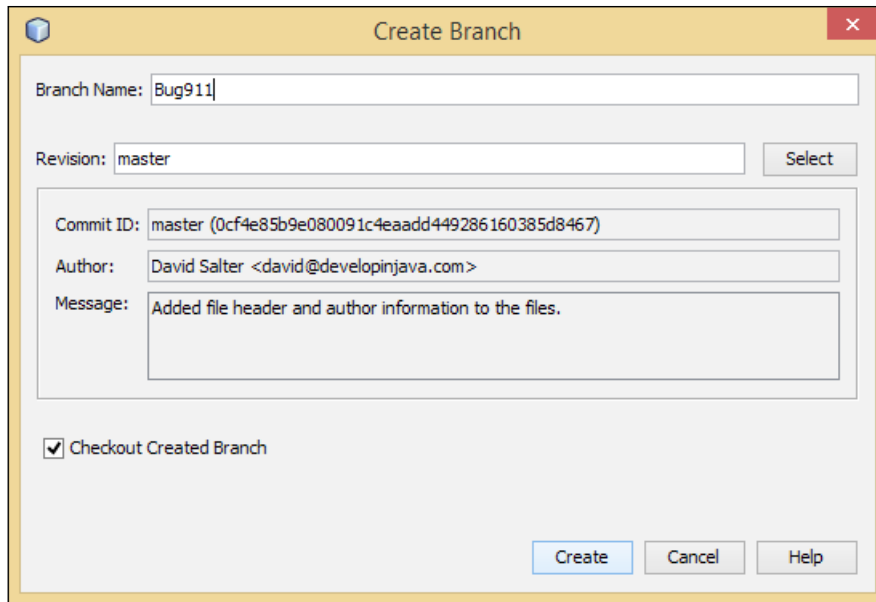 Create Branch
Branch Name: Bug911
Revision: master Select
Commit ID: master (0cf4e85b9e080091c4eaadd449286160385d8467)
Author: David Salter <david@developinjava.com>
Message: Added file header and author information to the files.
Checkout Created Branch
Create Cancel Help